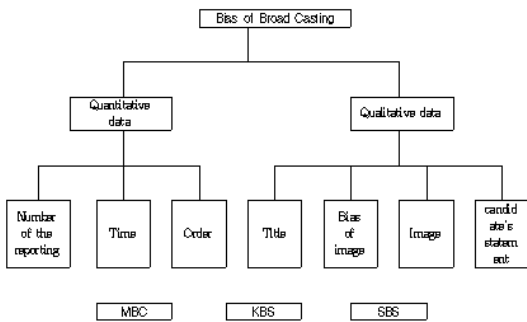 Bias of Broad Casting
Quantitative
data
Qualitative data
Number
of the
reporting
Time
Order
Title
Bias
of
image
Image
candid
ate's
statem
ent
MBC
KBS
SBS